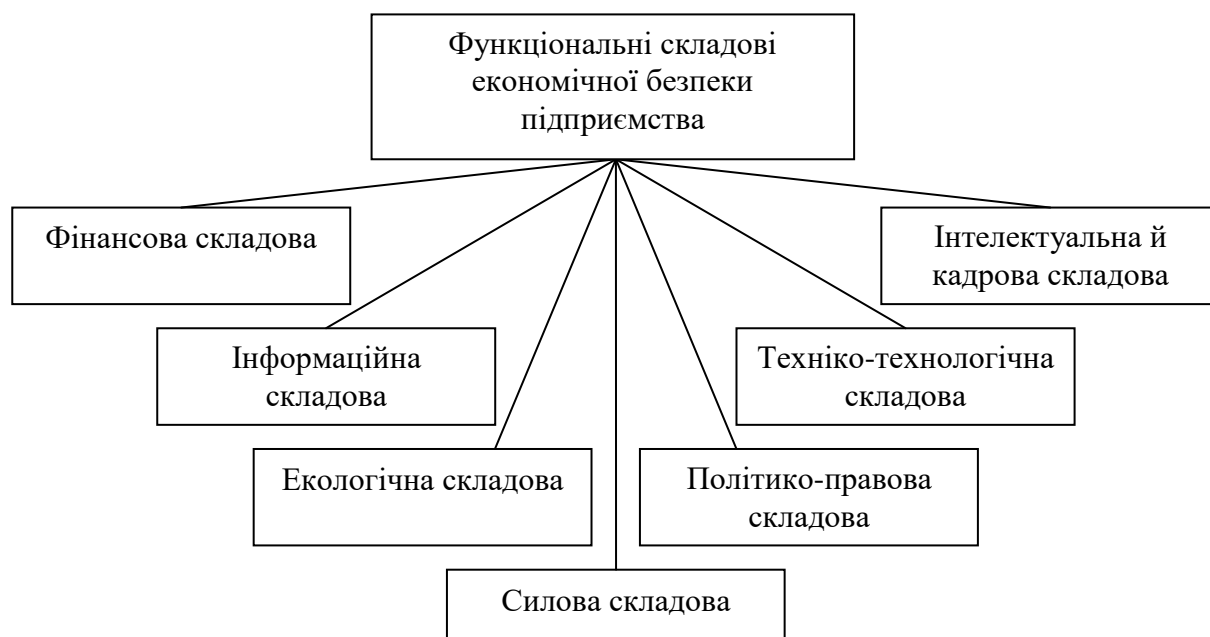 Функціональні складові
економічної безпеки
підприємства
Фінансова складова
Інтелектуальна й
кадрова складова
Інформаційна
складова
Техніко-технологічна
складова
Екологічна складова
Політико-правова
складова
Силова складова